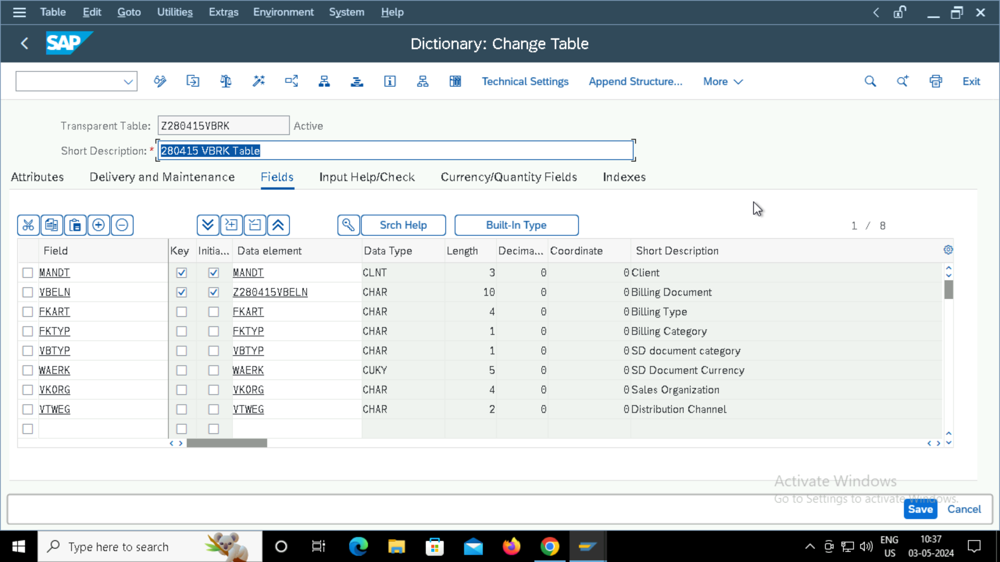 Table Edit Goto Utilities Extras Environment System Help
SAP Dictionary: Change Table
Technical Settings Append Structure... More Exit
Transparent Table: Z280415VBRK Active
Short Description: * 280415 VBRK Table
Attributes Delivery and Maintenance Fields Input Help/Check Currency/Quantity Fields Indexes
Srch Help Built-In Type 1 / 8
Field Key Initia... Data element Data Type Length Decima... Coordinate Short Description
MANDT MANDT CLNT 3 0 0 Client
VBELN Z280415VBELN CHAR 10 0 0 Billing Document
FKART FKART CHAR 4 0 0 Billing Type
FKTYP FKTYP CHAR 1 0 0 Billing Category
VBTYP VBTYP CHAR 1 0 0 SD document category
WAERK WAERK CUKY 5 0 0 SD Document Currency
VKORG VKORG CHAR 4 0 0 Sales Organization
VTWEG VTWEG CHAR 2 0 0 Distribution Channel
Activate Windows
Go to Settings to activate Windows.
Save Cancel
Type here to search
ENG 10:37
US 03-05-2024